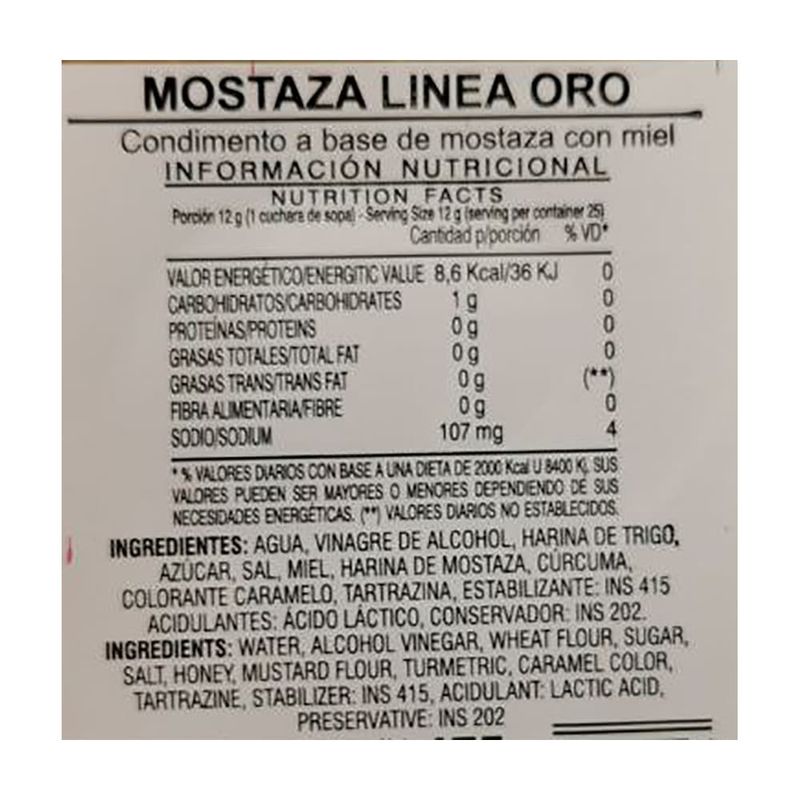 MOSTAZA LINEA ORO
Condimento a base de mostaza con miel
INFORMACIÓN NUTRICIONAL
NUTRITION FACTS
Porción 12 g (1 cuchara de sopa) - Serving Size 12 g (serving per container 25)
Cantidad p/porción % VD*
VALOR ENERGÉTICO/ENERGITIC VALUE 8,6 Kcal/36 KJ 0
CARBOHIDRATOS/CARBOHIDRATES 1 g 0
PROTEÍNAS/PROTEINS 0 g 0
GRASAS TOTALES/TOTAL FAT 0 g 0
GRASAS TRANS/TRANS FAT 0 g (**)
FIBRA ALIMENTARIA/FIBRE 0 g 0
SODIO/SODIUM 107 mg 4
* % VALORES DIARIOS CON BASE A UNA DIETA DE 2000 Kcal U 8400 Kj. SUS
VALORES PUEDEN SER MAYORES O MENORES DEPENDIENDO DE SUS
NECESIDADES ENERGÉTICAS. (**) VALORES DIARIOS NO ESTABLECIDOS.
INGREDIENTES: AGUA, VINAGRE DE ALCOHOL, HARINA DE TRIGO,
AZÚCAR, SAL, MIEL, HARINA DE MOSTAZA, CÚRCUMA,
COLORANTE CARAMELO, TARTRAZINA, ESTABILIZANTE: INS 415
ACIDULANTES: ÁCIDO LÁCTICO, CONSERVADOR: INS 202.
INGREDIENTS: WATER, ALCOHOL VINEGAR, WHEAT FLOUR, SUGAR,
SALT, HONEY, MUSTARD FLOUR, TURMETRIC, CARAMEL COLOR,
TARTRAZINE, STABILIZER: INS 415, ACIDULANT: LACTIC ACID,
PRESERVATIVE: INS 202